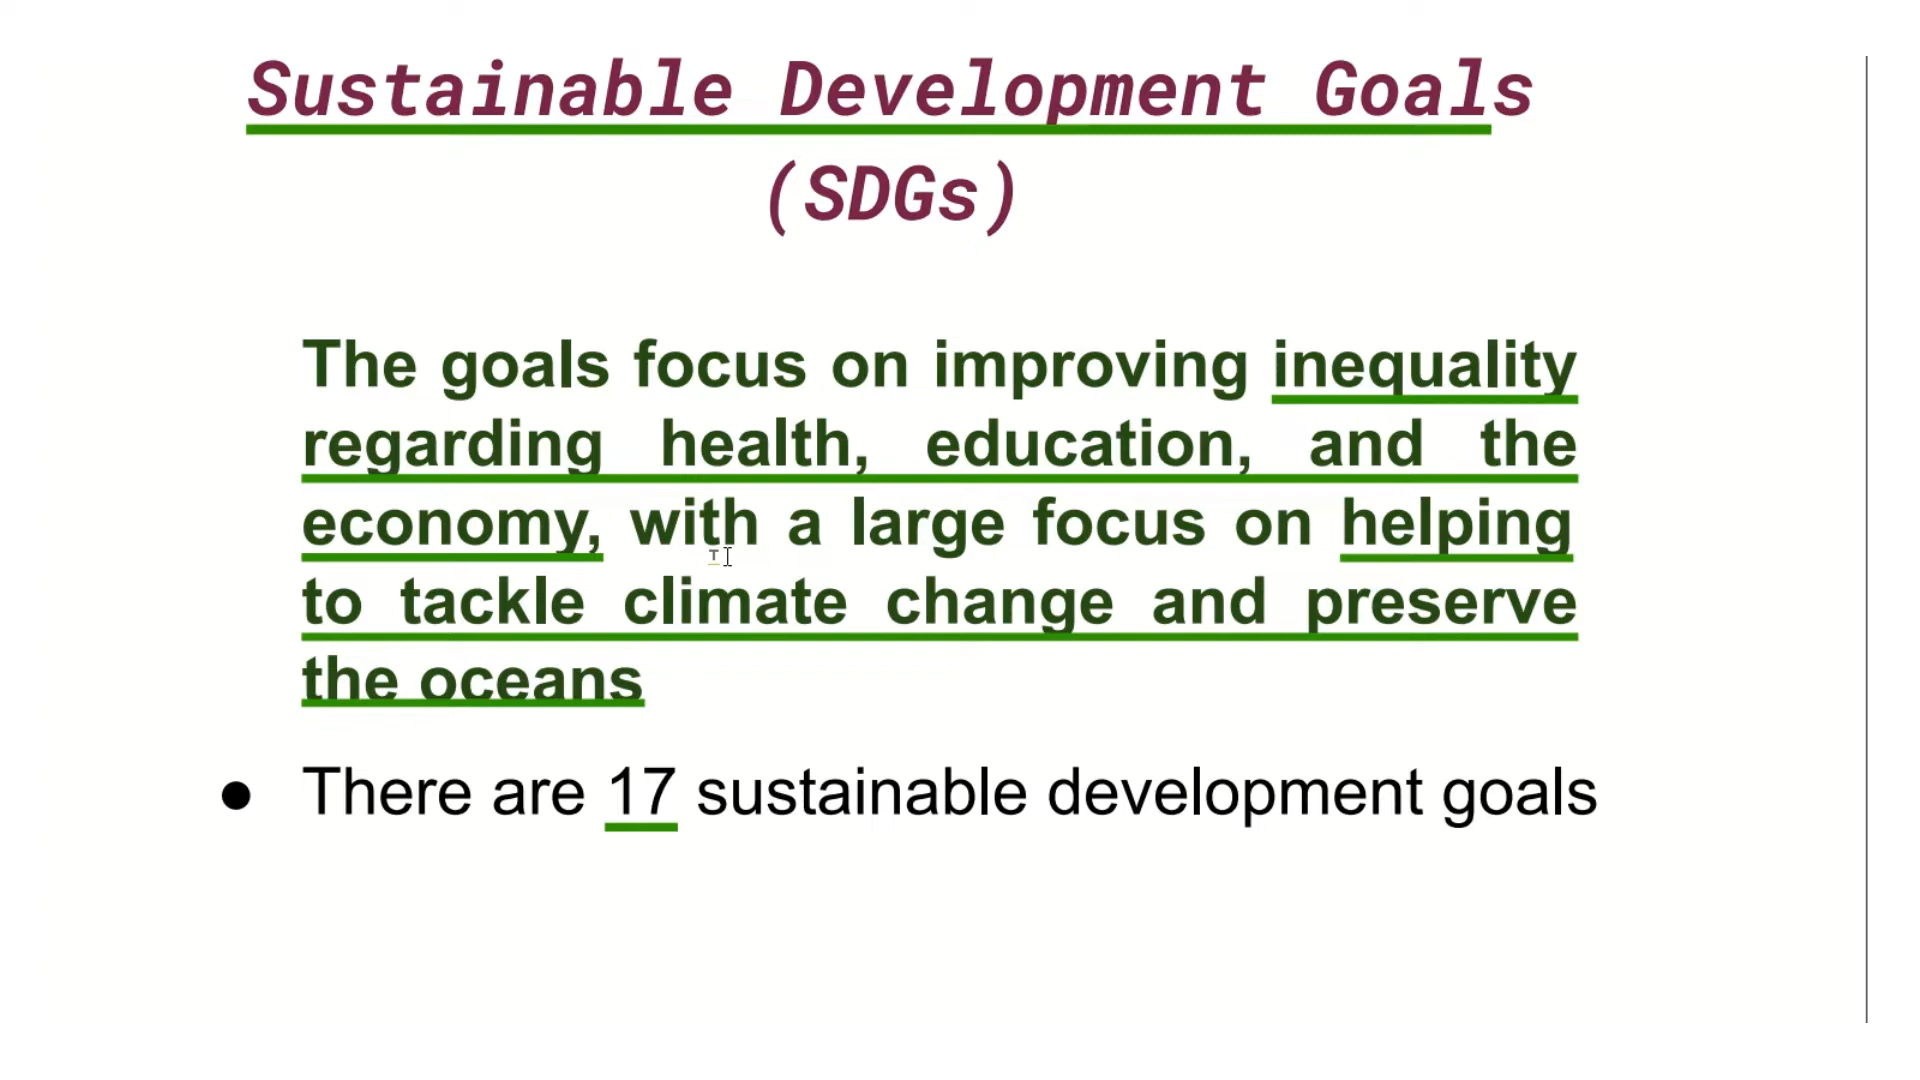 Sustainable Development Goals
(SDGs)
The goals focus on improving inequality
regarding health, education, and the
economy, with a large focus on helping
to tackle climate change and preserve
the oceans
● There are 17 sustainable development goals